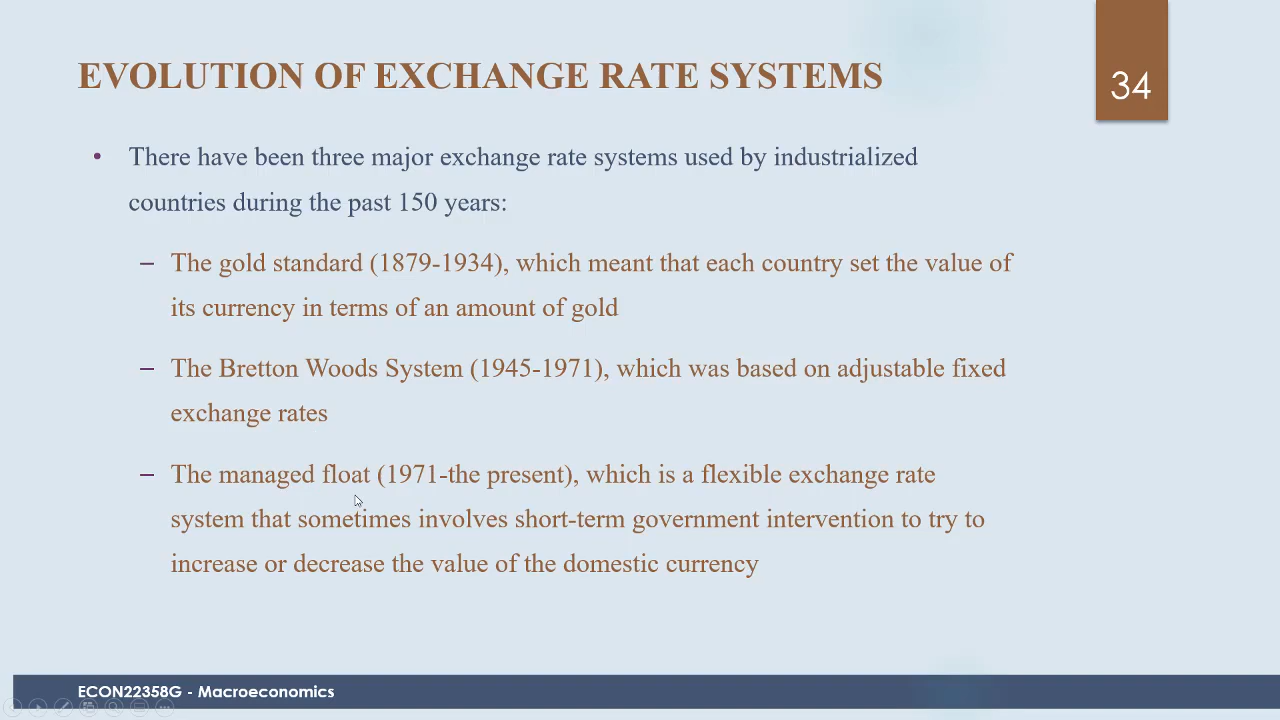 EVOLUTION OF EXCHANGE RATE SYSTEMS
34
• There have been three major exchange rate systems used by industrialized
countries during the past 150 years:
– The gold standard (1879-1934), which meant that each country set the value of
its currency in terms of an amount of gold
– The Bretton Woods System (1945-1971), which was based on adjustable fixed
exchange rates
– The managed float (1971-the present), which is a flexible exchange rate
system that sometimes involves short-term government intervention to try to
increase or decrease the value of the domestic currency
ECON22358G - Macroeconomics